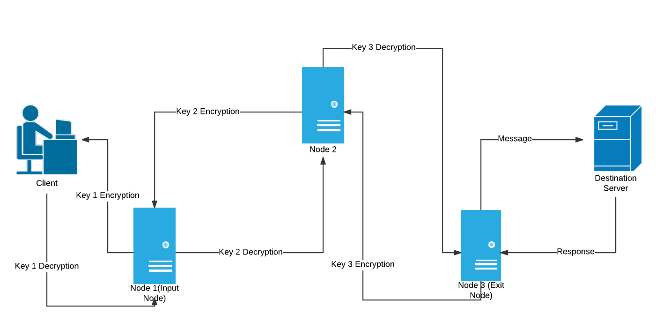 Key 3 Decryption
Key 2 Encryption
Node 2
Message
Client
Destination
Server
Key 1 Encryption
Key 2 Decryption
Response
Key 3 Encryption
Key 1 Decryption
Node 1(Input
Node)
Node 3 (Exit
Node)